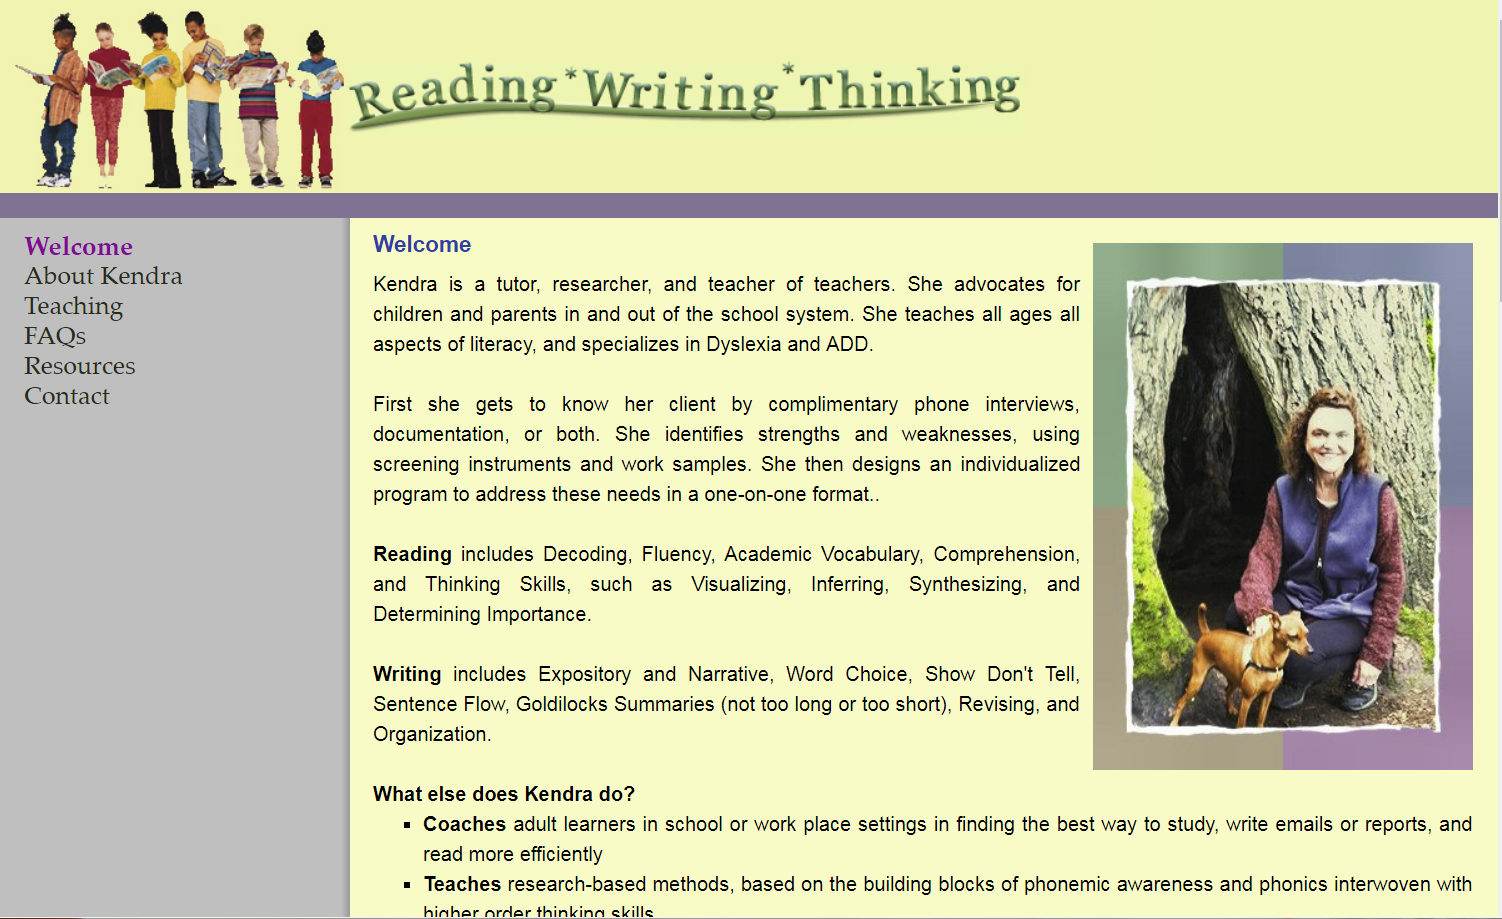 Reading*Writing*Thinking
Welcome
About Kendra
Teaching
FAQs
Resources
Contact
Welcome
Kendra is a tutor, researcher, and teacher of teachers. She advocates for
children and parents in and out of the school system. She teaches all ages all
aspects of literacy, and specializes in Dyslexia and ADD.
First she gets to know her client by complimentary phone interviews,
documentation, or both. She identifies strengths and weaknesses, using
screening instruments and work samples. She then designs an individualized
program to address these needs in a one-on-one format..
Reading includes Decoding, Fluency, Academic Vocabulary, Comprehension,
and Thinking Skills, such as Visualizing, Inferring, Synthesizing, and
Determining Importance.
Writing includes Expository and Narrative, Word Choice, Show Don't Tell,
Sentence Flow, Goldilocks Summaries (not too long or too short), Revising, and
Organization.
What else does Kendra do?
▪ Coaches adult learners in school or work place settings in finding the best way to study, write emails or reports, and
read more efficiently
▪ Teaches research-based methods, based on the building blocks of phonemic awareness and phonics interwoven with
higher order thinking skills